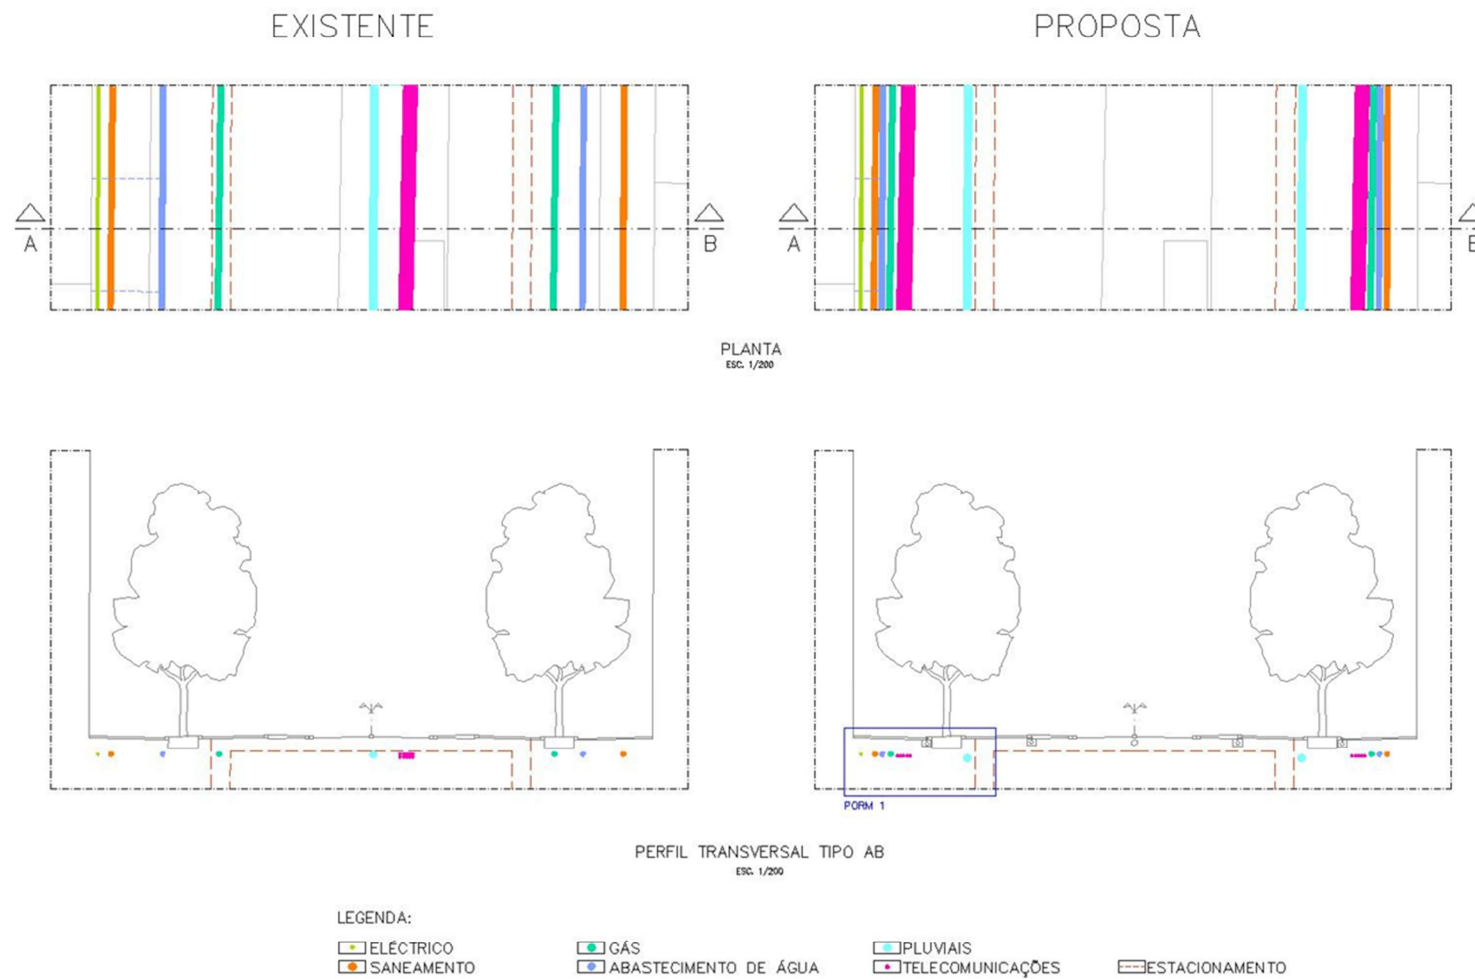 EXISTENTE
PROPOSTA
A
B
A
PLANTA
ESC. 1/200
PORM 1
PERFIL TRANSVERSAL TIPO AB
ESC. 1/200
LEGENDA:
ELÉCTRICO
GÁS
PLUVIAIS
SANEAMENTO
ABASTECIMENTO DE ÁGUA
TELECOMUNICAÇÕES
ESTACIONAMENTO